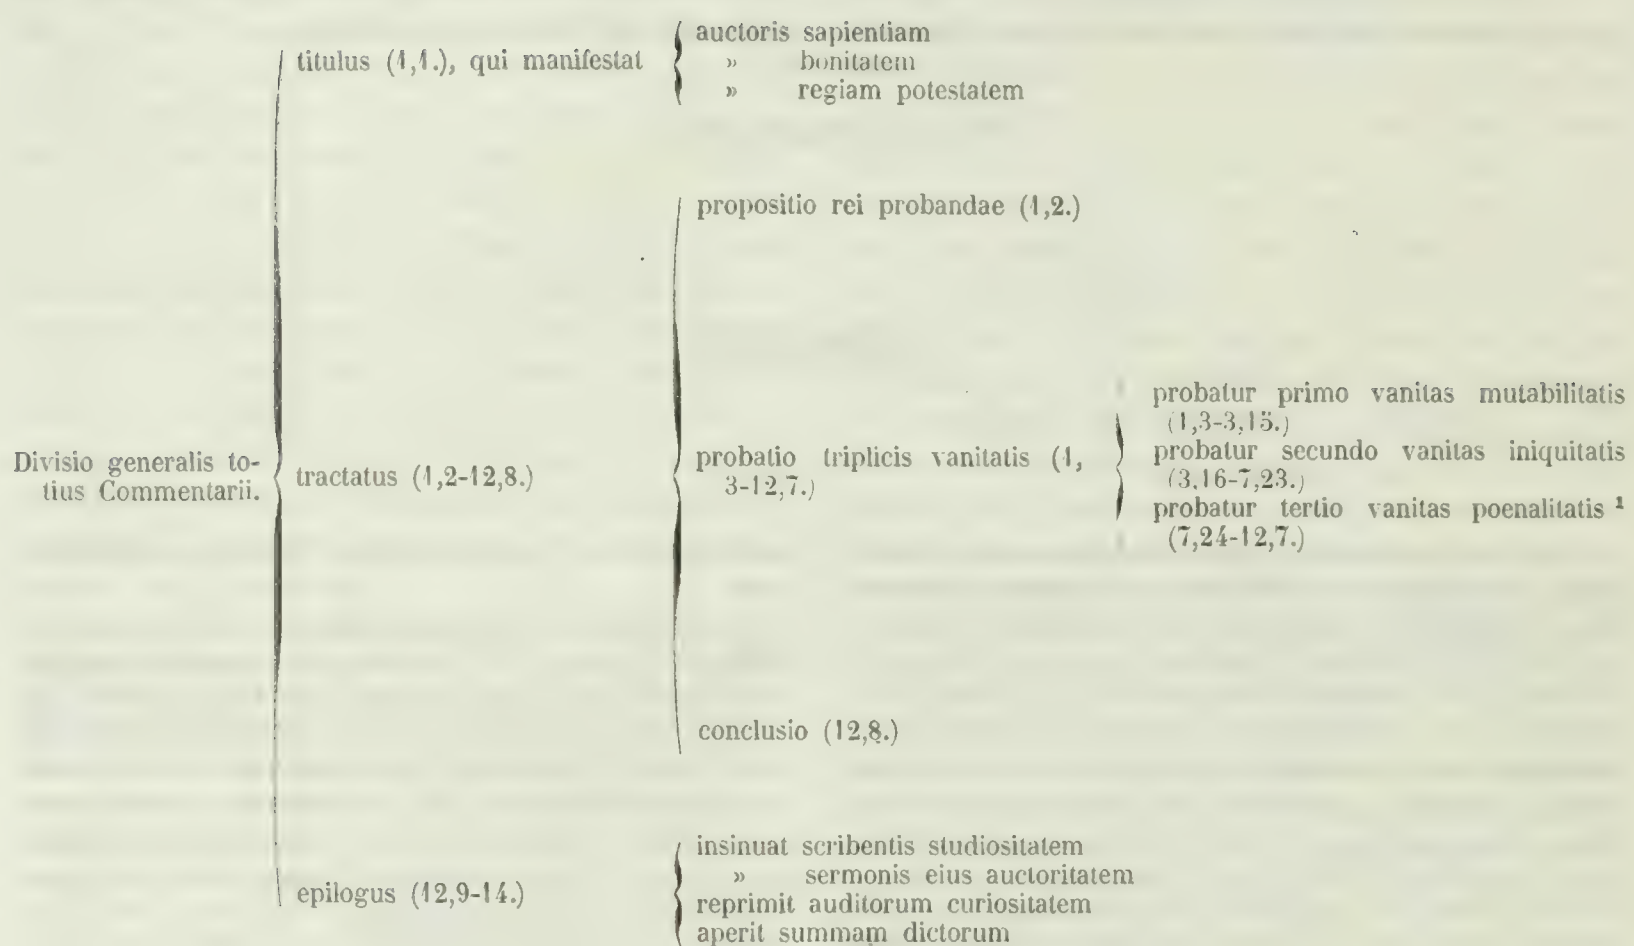 auctoris sapientiam
titulus (1,1.), qui manifestat
» bonitatem
» regiam potestatem
propositio rei probandae (1,2.)
Divisio generalis to-
tius Commentarii.
tractatus (1,2-12,8.)
probatio triplicis vanitatis (1,
3-12,7.)
probatur primo vanitas mutabilitatis
(1,3-3,15.)
probatur secundo vanitas iniquitatis
(3,16-7,23.)
probatur tertio vanitas poenalitatis ¹
(7,24-12,7.)
conclusio (12,8.)
epilogus (12,9-14.)
insinuat scribentis studiositatem
» sermonis eius auctoritatem
reprimit auditorum curiositatem
aperit summam dictorum